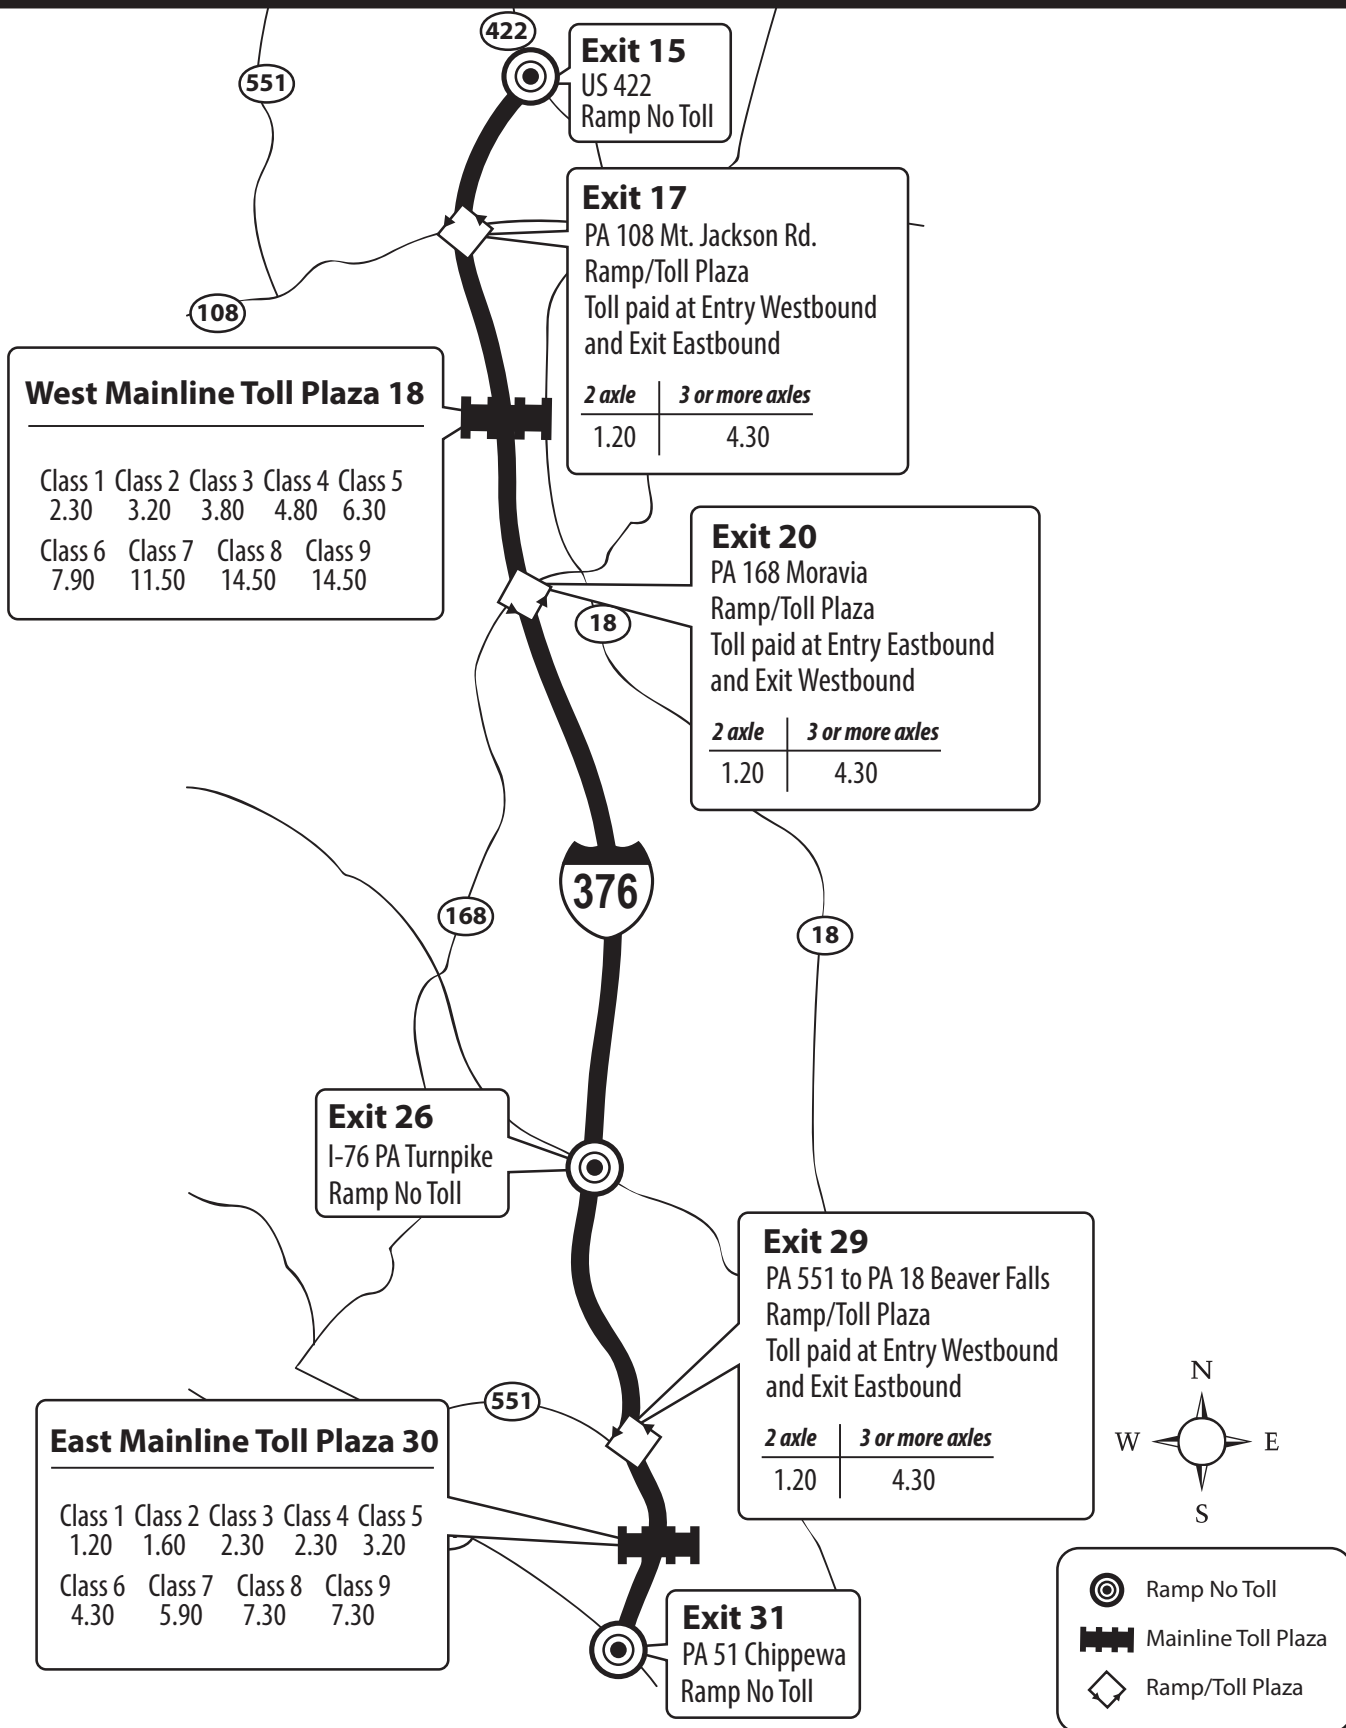 422
551
Exit 15
US 422
Ramp No Toll
Exit 17
PA 108 Mt. Jackson Rd.
Ramp/Toll Plaza
Toll paid at Entry Westbound
and Exit Eastbound
2 axle 3 or more axles
1.20 4.30
108
West Mainline Toll Plaza 18
Class 1 Class 2 Class 3 Class 4 Class 5
2.30 3.20 3.80 4.80 6.30
Class 6 Class 7 Class 8 Class 9
7.90 11.50 14.50 14.50
Exit 20
PA 168 Moravia
Ramp/Toll Plaza
Toll paid at Entry Eastbound
and Exit Westbound
2 axle 3 or more axles
1.20 4.30
18
376
168
18
Exit 26
I-76 PA Turnpike
Ramp No Toll
Exit 29
PA 551 to PA 18 Beaver Falls
Ramp/Toll Plaza
Toll paid at Entry Westbound
and Exit Eastbound
2 axle 3 or more axles
1.20 4.30
551
East Mainline Toll Plaza 30
Class 1 Class 2 Class 3 Class 4 Class 5
1.20 1.60 2.30 2.30 3.20
Class 6 Class 7 Class 8 Class 9
4.30 5.90 7.30 7.30
Exit 31
PA 51 Chippewa
Ramp No Toll
N
W E
S
Ramp No Toll
Mainline Toll Plaza
Ramp/Toll Plaza